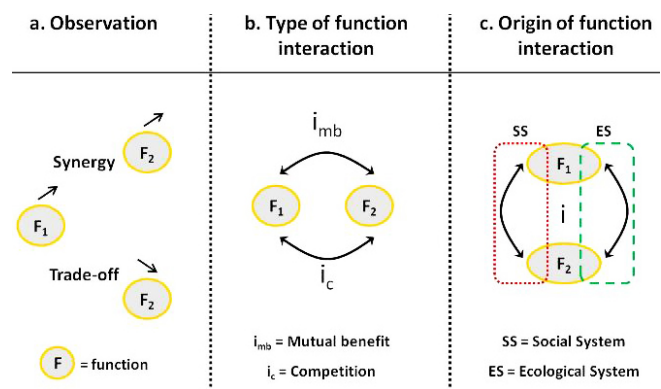 a. Observation
b. Type of function
interaction
c. Origin of function
interaction
Synergy
F2
F1
Trade-off
F2
F = function
imb
F1
F2
ic
imb = Mutual benefit
ic = Competition
SS
ES
F1
i
F2
SS = Social System
ES = Ecological System